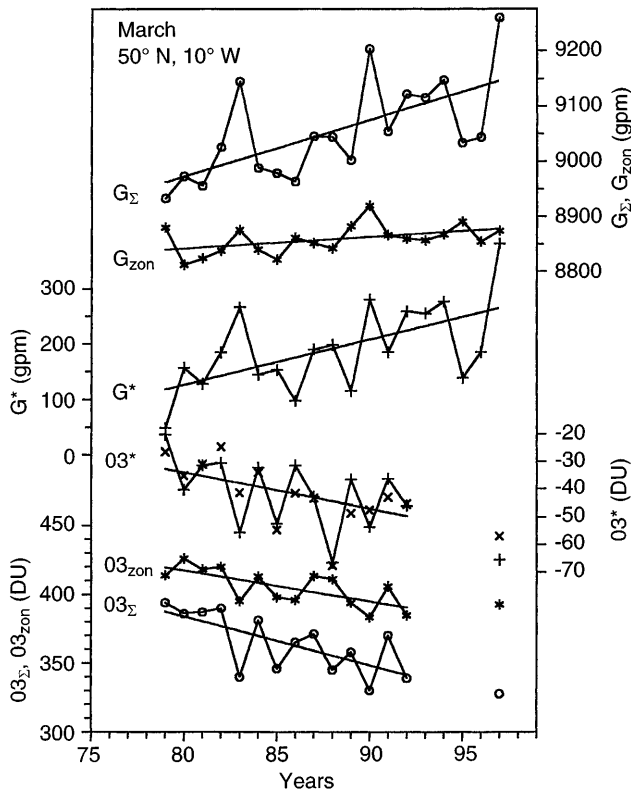 March
50° N, 10° W
9200
9100
9000
8900
8800
G_Σ, G_zon (gpm)
G_Σ
G_zon
300
200
100
0
G* (gpm)
G*
03*
-20
-30
-40
-50
-60
-70
03* (DU)
450
400
350
300
03_Σ, 03_zon (DU)
03_zon
03_Σ
75
80
85
90
95
Years